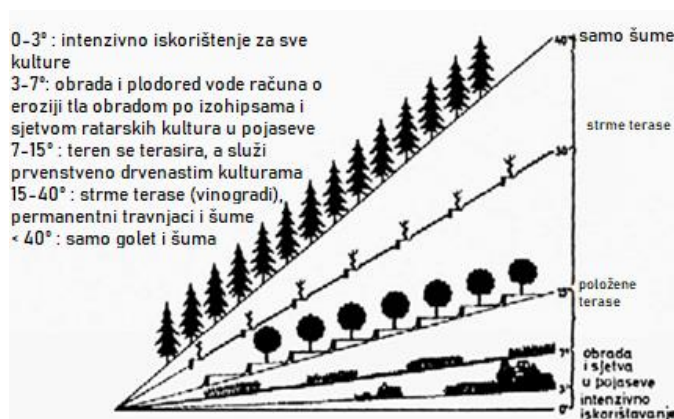 0-3° : intenzivno iskorištenje za sve
kulture
3-7°: obrada i plodored vode računa o
eroziji tla obradom po izohipsama i
sjetvom ratarskih kultura u pojaseve
7-15° : teren se terasira, a služi
prvenstveno drvenastim kulturama
15-40° : strme terase (vinogradi),
permanentni travnjaci i šume
< 40° : samo golet i šuma
40°
samo šume
strme terase
30
položene
terase
15°
7°
obrada
i sjetva
u pojaseve
3°
intenzivno
iskorištavanje
0°